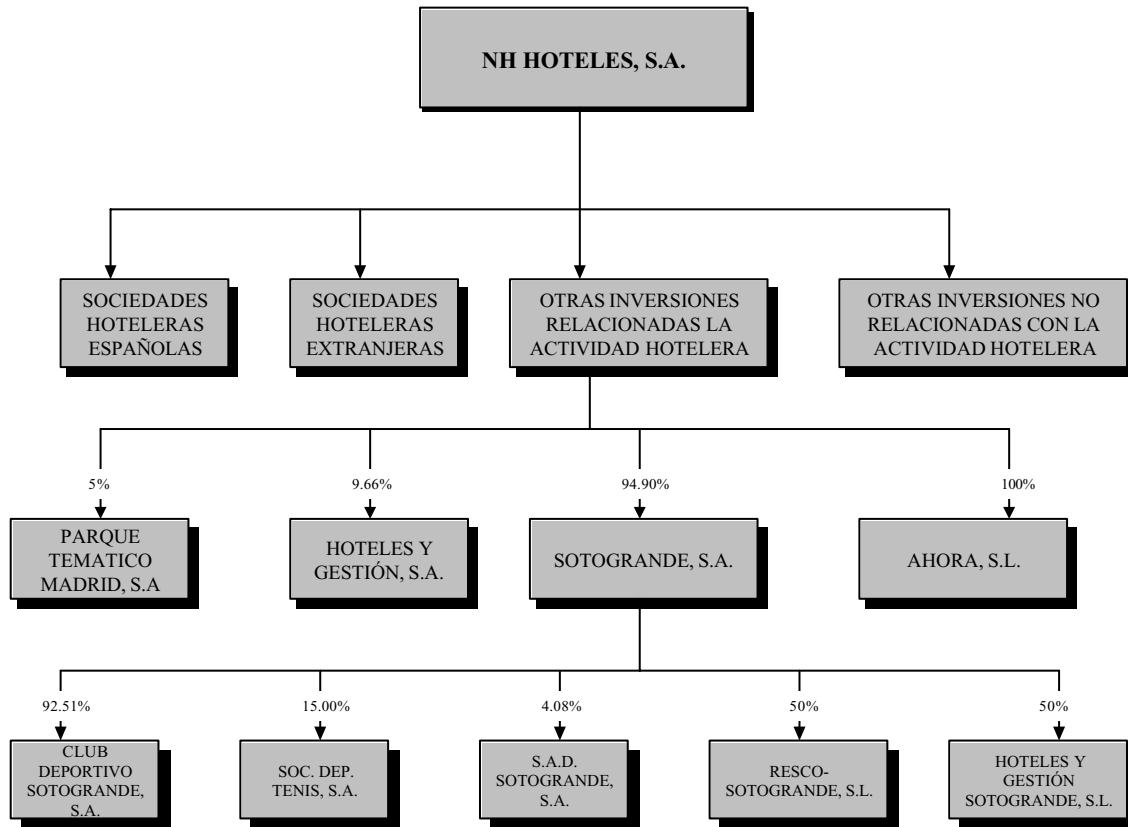 NH HOTELES, S.A.
SOCIEDADES
HOTELERAS
ESPAÑOLAS
SOCIEDADES
HOTELERAS
EXTRANJERAS
OTRAS INVERSIONES
RELACIONADAS LA
ACTIVIDAD HOTELERA
OTRAS INVERSIONES NO
RELACIONADAS CON LA
ACTIVIDAD HOTELERA
5%
9.66%
94.90%
100%
PARQUE
TEMATICO
MADRID, S.A
HOTELES Y
GESTIÓN, S.A.
SOTOGRANDE, S.A.
AHORA, S.L.
92.51%
15.00%
4.08%
50%
50%
CLUB
DEPORTIVO
SOTOGRANDE,
S.A.
SOC. DEP.
TENIS, S.A.
S.A.D.
SOTOGRANDE,
S.A.
RESCO-
SOTOGRANDE, S.L.
HOTELES Y
GESTIÓN
SOTOGRANDE, S.L.